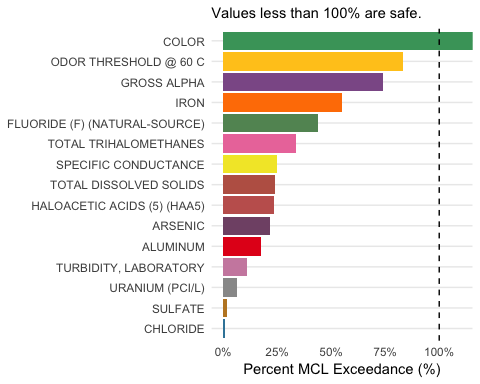 Values less than 100% are safe.
COLOR
ODOR THRESHOLD @ 60 C
GROSS ALPHA
IRON
FLUORIDE (F) (NATURAL-SOURCE)
TOTAL TRIHALOMETHANES
SPECIFIC CONDUCTANCE
TOTAL DISSOLVED SOLIDS
HALOACETIC ACIDS (5) (HAA5)
ARSENIC
ALUMINUM
TURBIDITY, LABORATORY
URANIUM (PCI/L)
SULFATE
CHLORIDE
0% 25% 50% 75% 100%
Percent MCL Exceedance (%)